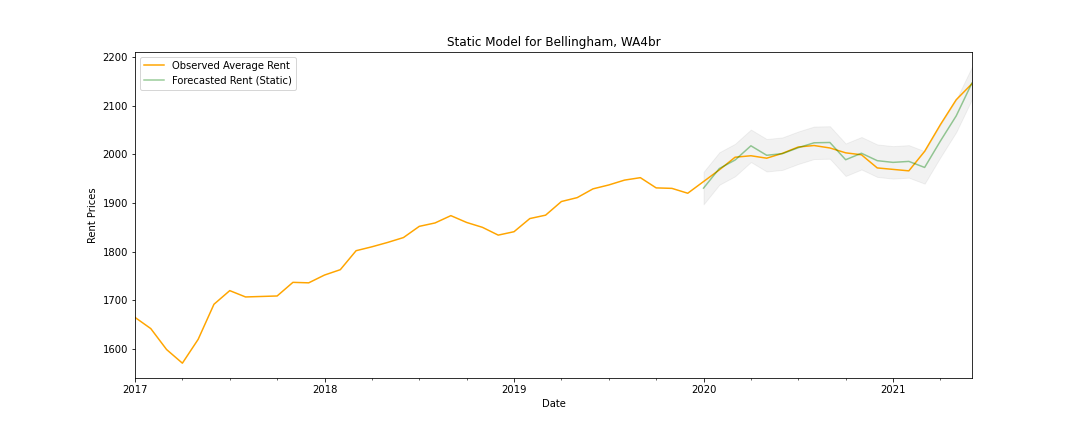 Static Model for Bellingham, WA4br
Observed Average Rent
Forecasted Rent (Static)
Rent Prices
2200
2100
2000
1900
1800
1700
1600
2017
2018
2019
2020
2021
Date